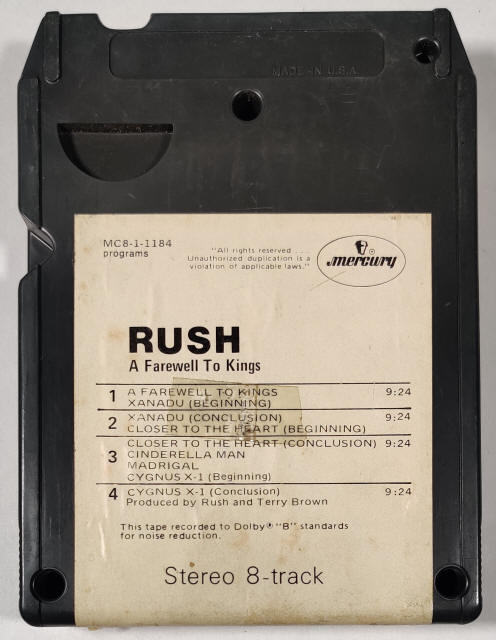 MADE IN U.S.A.
MC8-1-1184
programs
"All rights reserved . . .
Unauthorized duplication is a
violation of applicable laws."
mercury
RUSH
A Farewell To Kings
1 A FAREWELL TO KINGS 9:24
XANADU (BEGINNING)
2 XANADU (CONCLUSION) 9:24
CLOSER TO THE HEART (BEGINNING)
3 CLOSER TO THE HEART (CONCLUSION) 9:24
CINDERELLA MAN
MADRIGAL
CYGNUS X-1 (Beginning)
4 CYGNUS X-1 (Conclusion) 9:24
Produced by Rush and Terry Brown
This tape recorded to Dolby® "B" standards
for noise reduction.
Stereo 8-track